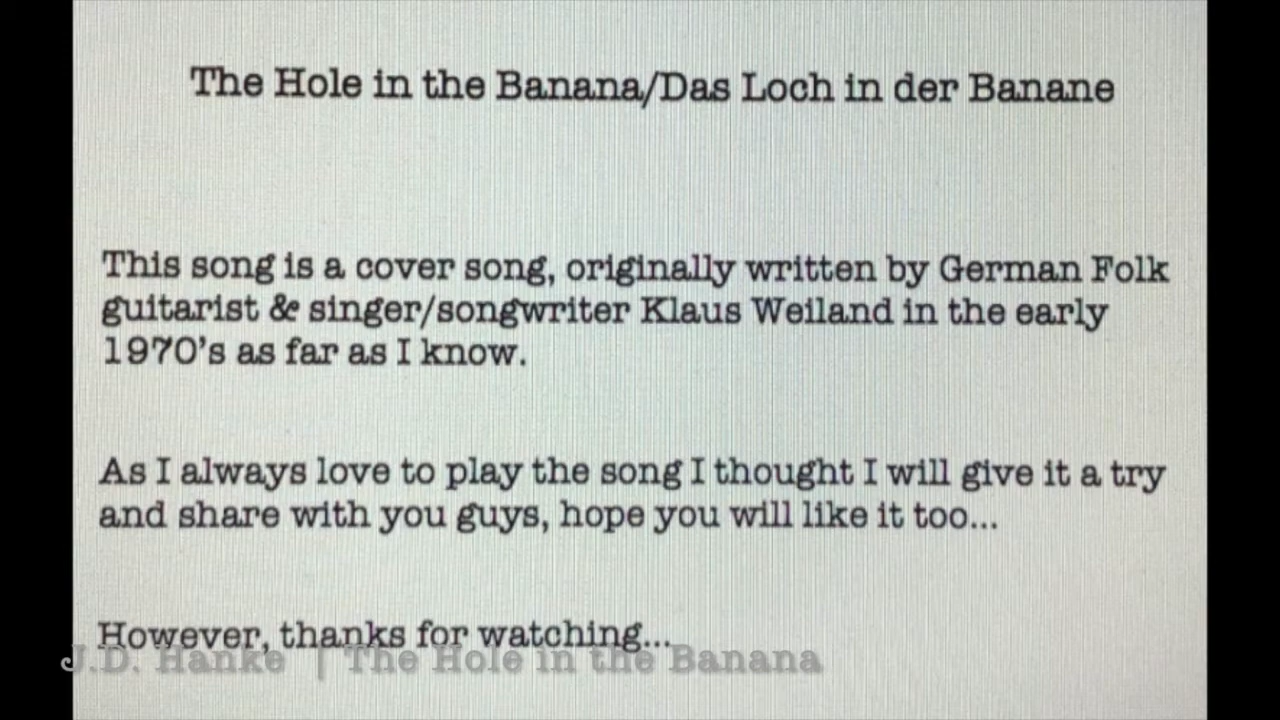 The Hole in the Banana/Das Loch in der Banane
This song is a cover song, originally written by German Folk
guitarist & singer/songwriter Klaus Weiland in the early
1970's as far as I know.
As I always love to play the song I thought I will give it a try
and share with you guys, hope you will like it too...
However, thanks for watching...
J.D. Hanke | The Hole in the Banana